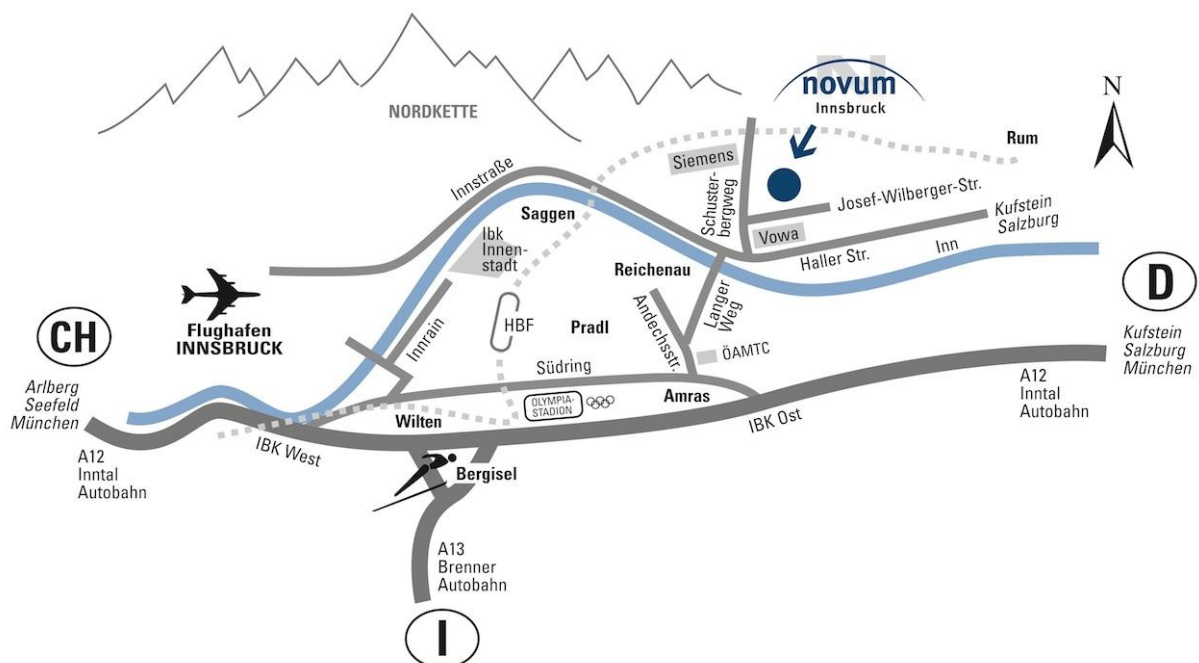 N
novum
Innsbruck
N
NORDKETTE
Rum
Siemens
Innstraße
Schuster-
bergweg
Josef-Wilberger-Str.
Saggen
Kufstein
Salzburg
Vowa
Ibk
Innen-
stadt
Inn
Haller Str.
Reichenau
D
Flughafen
INNSBRUCK
CH
HBF
Pradl
Langer
Weg
Andechsstr.
Innrain
Kufstein
Salzburg
München
ÖAMTC
Südring
Arlberg
Seefeld
München
A12
Inntal
Autobahn
OLYMPIA-
STADION
Amras
Wilten
IBK Ost
IBK West
A12
Inntal
Autobahn
Bergisel
A13
Brenner
Autobahn
I